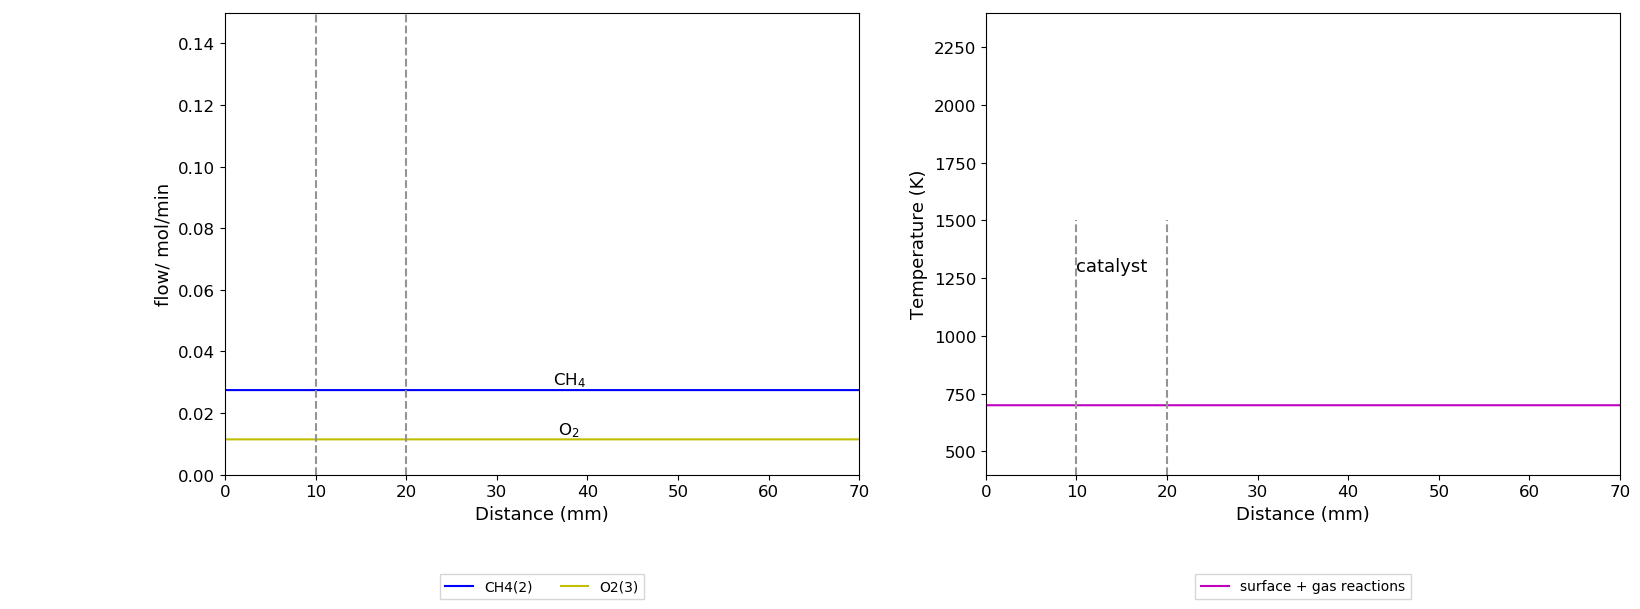 0.14
0.12
0.10
0.08
0.06
0.04
0.02
0.00
flow/ mol/min
CH₄
O₂
0 10 20 30 40 50 60 70
Distance (mm)
CH4(2) O2(3)
2250
2000
1750
1500
1250
1000
750
500
Temperature (K)
catalyst
0 10 20 30 40 50 60 70
Distance (mm)
surface + gas reactions